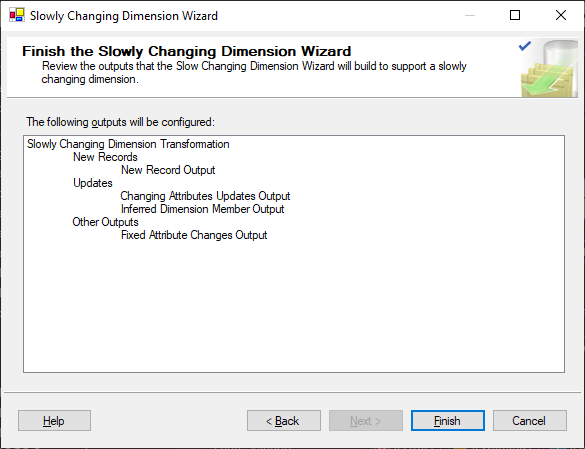 Slowly Changing Dimension Wizard
Finish the Slowly Changing Dimension Wizard
Review the outputs that the Slow Changing Dimension Wizard will build to support a slowly
changing dimension.
The following outputs will be configured:
Slowly Changing Dimension Transformation
New Records
New Record Output
Updates
Changing Attributes Updates Output
Inferred Dimension Member Output
Other Outputs
Fixed Attribute Changes Output
Help
< Back
Next >
Finish
Cancel